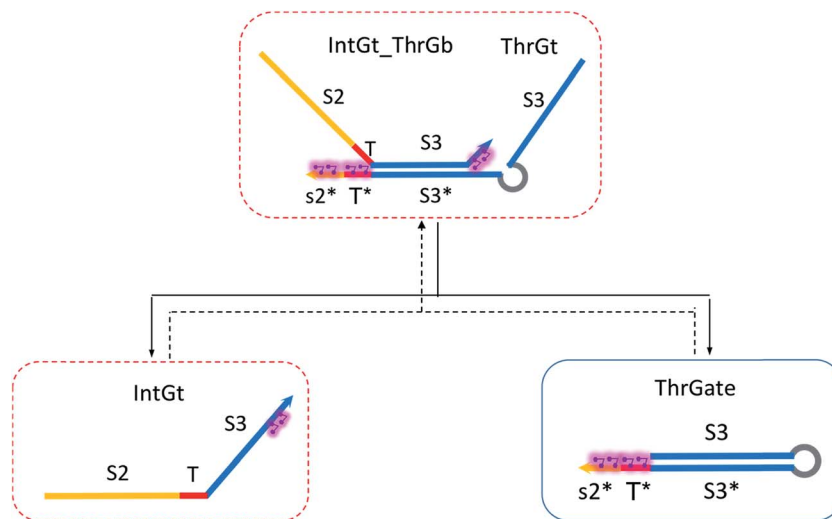 IntGt_ThrGb ThrGt
S2
S3
T
S3
s2* T* S3*
IntGt
S3
S2 T
ThrGate
S3
s2* T* S3*